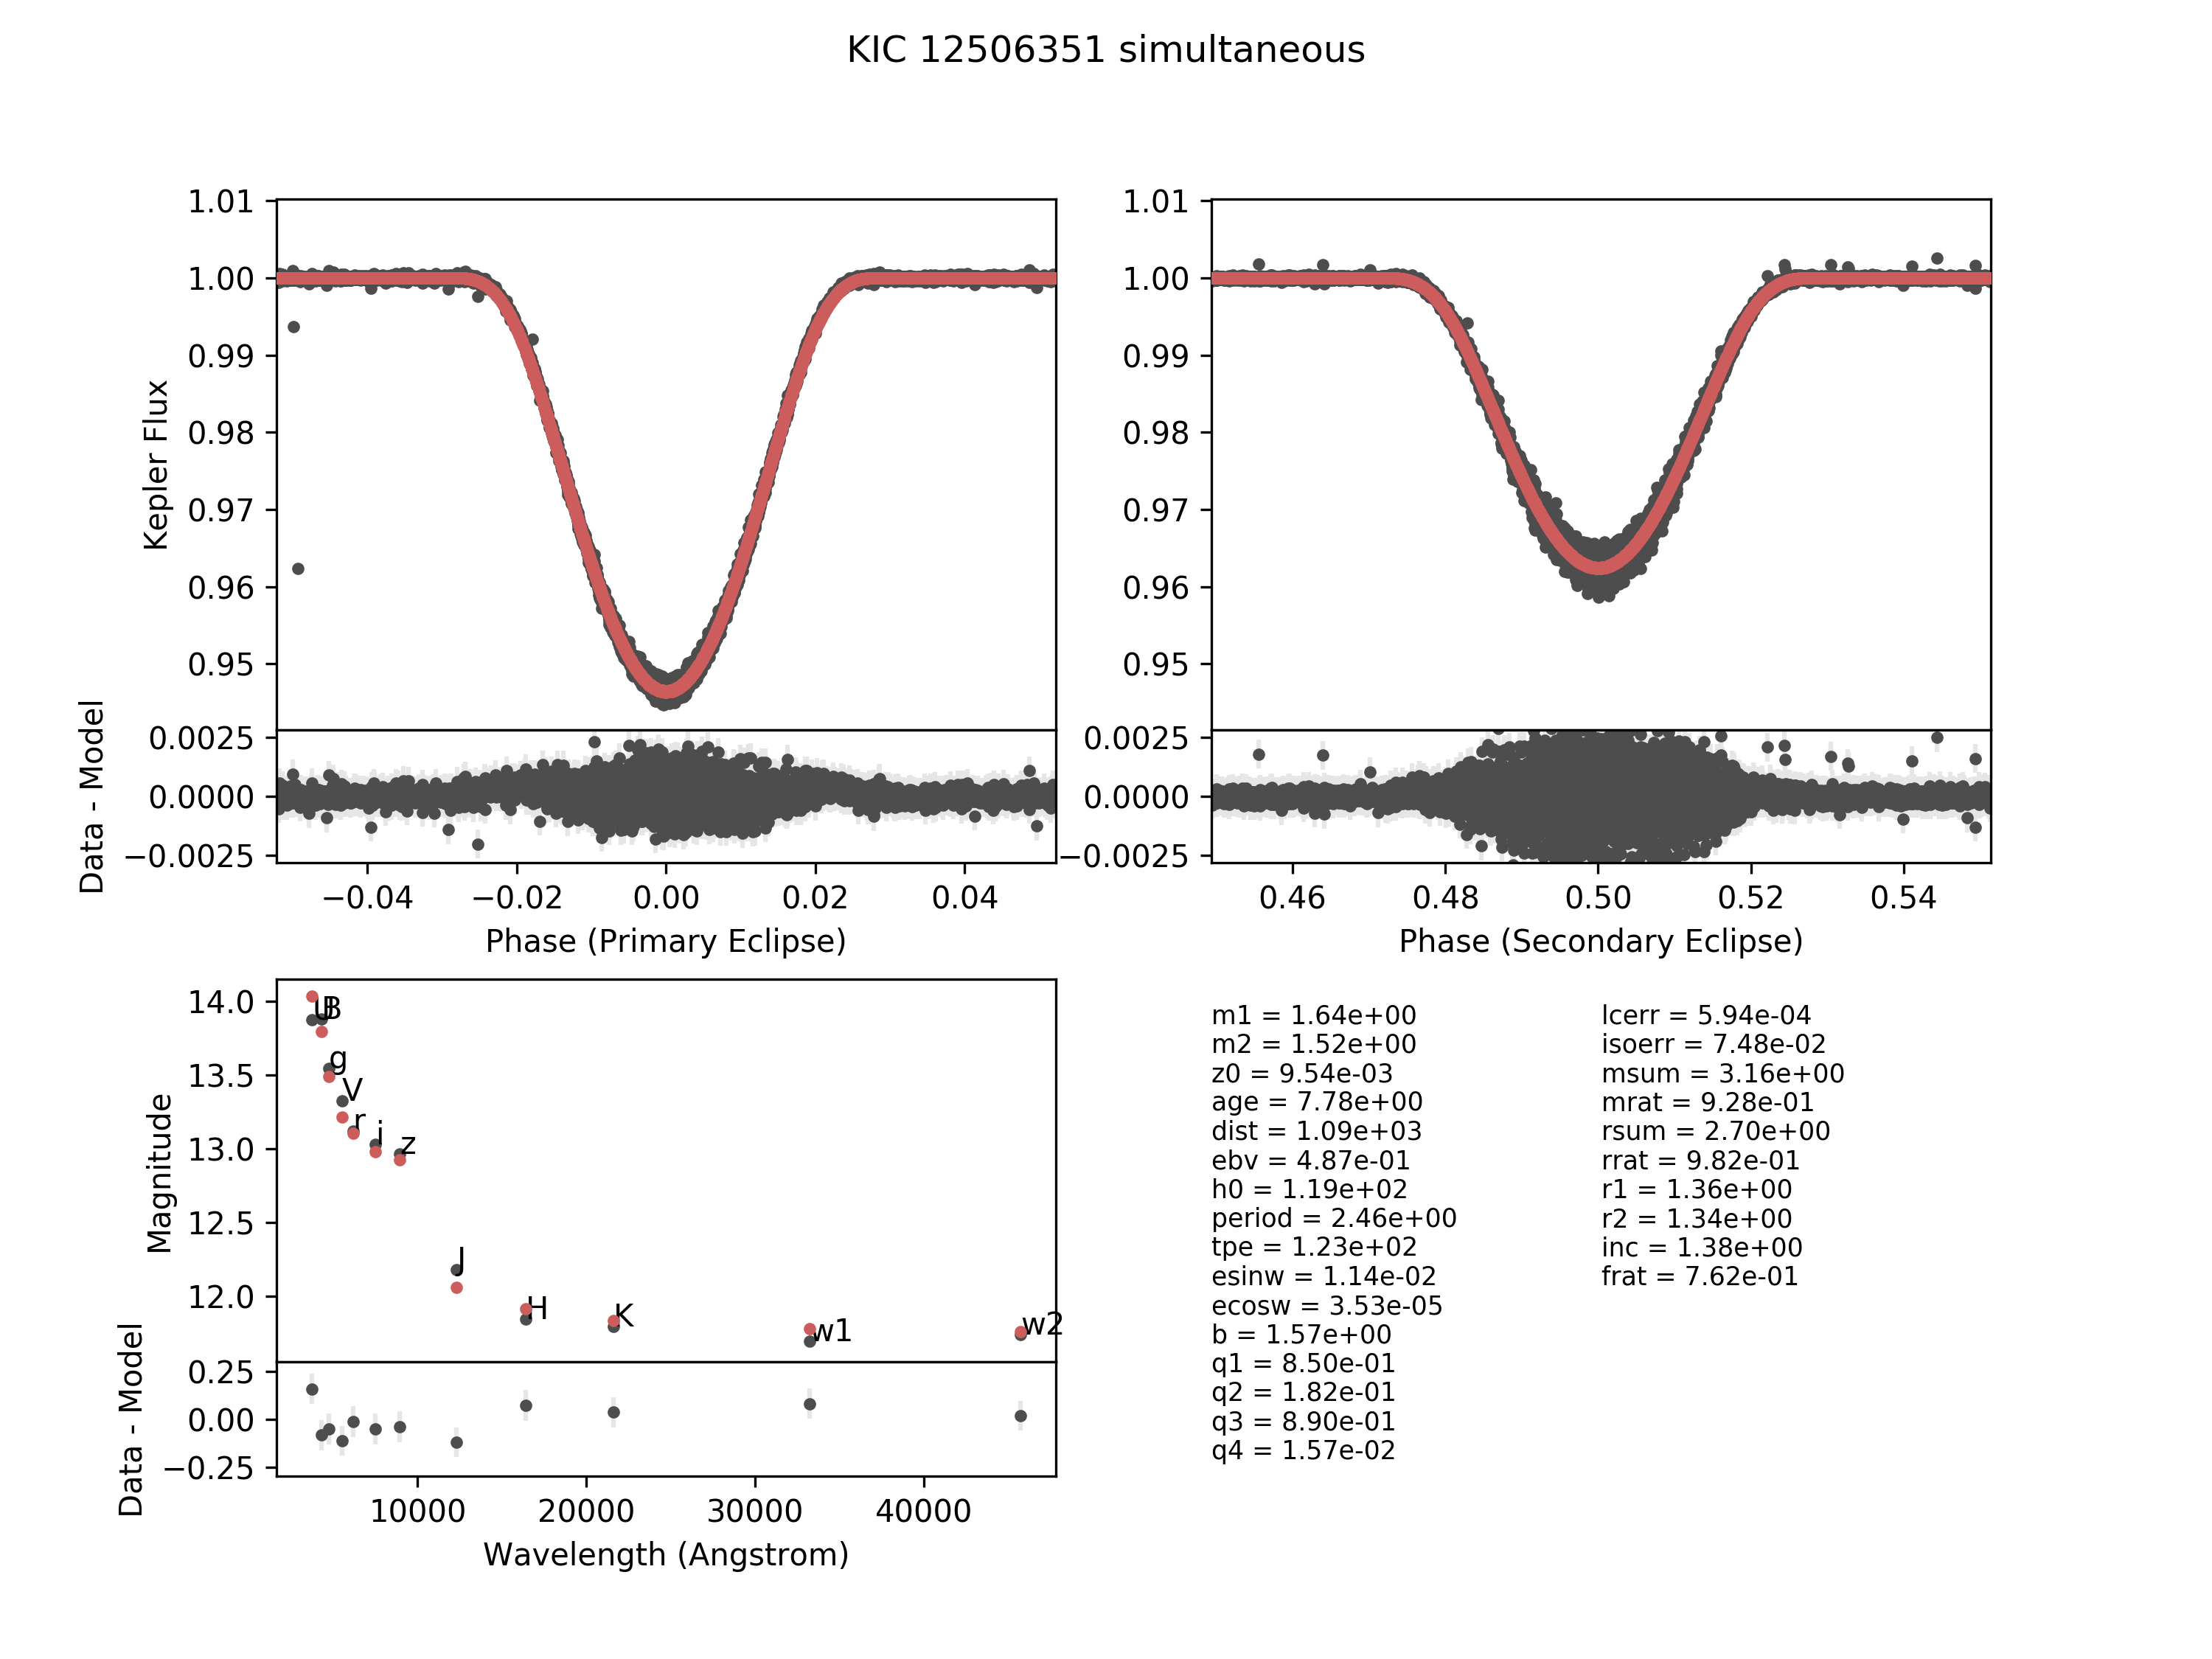 KIC 12506351 simultaneous
1.01
1.00
0.99
0.98
0.97
0.96
0.95
Kepler Flux
0.0025
0.0000
−0.0025
Data - Model
−0.04 −0.02 0.00 0.02 0.04
Phase (Primary Eclipse)
1.01
1.00
0.99
0.98
0.97
0.96
0.95
0.0025
0.0000
−0.0025
0.46 0.48 0.50 0.52 0.54
Phase (Secondary Eclipse)
14.0
13.5
13.0
12.5
12.0
Magnitude
U
B
g
V
r
i
z
J
H
K
w1
w2
0.25
0.00
−0.25
Data - Model
10000 20000 30000 40000
Wavelength (Angstrom)
m1 = 1.64e+00
m2 = 1.52e+00
z0 = 9.54e-03
age = 7.78e+00
dist = 1.09e+03
ebv = 4.87e-01
h0 = 1.19e+02
period = 2.46e+00
tpe = 1.23e+02
esinw = 1.14e-02
ecosw = 3.53e-05
b = 1.57e+00
q1 = 8.50e-01
q2 = 1.82e-01
q3 = 8.90e-01
q4 = 1.57e-02
lcerr = 5.94e-04
isoerr = 7.48e-02
msum = 3.16e+00
mrat = 9.28e-01
rsum = 2.70e+00
rrat = 9.82e-01
r1 = 1.36e+00
r2 = 1.34e+00
inc = 1.38e+00
frat = 7.62e-01